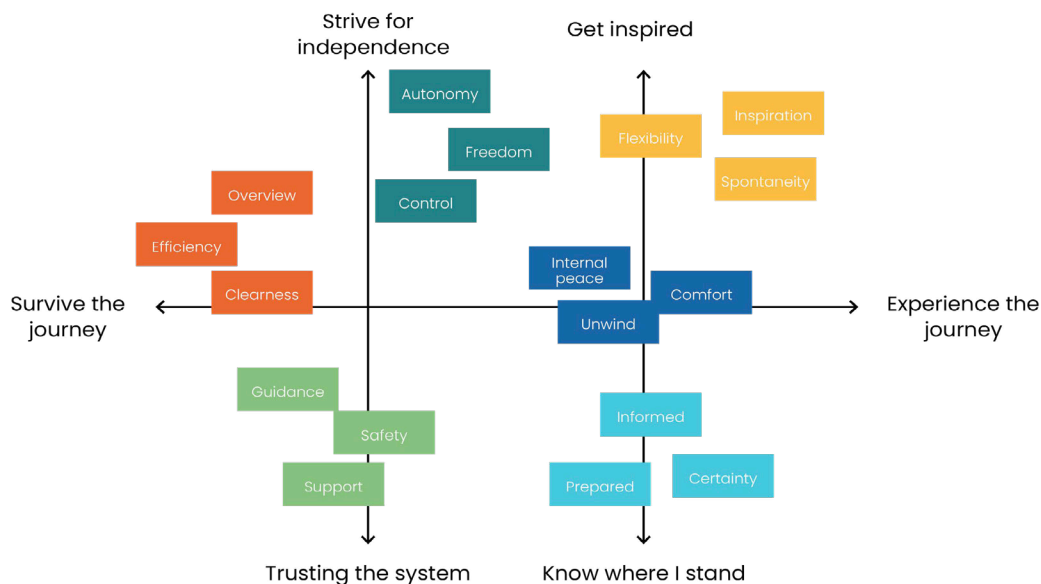 Strive for
independence
Get inspired
Autonomy
Inspiration
Flexibility
Freedom
Spontaneity
Overview
Control
Efficiency
Internal
peace
Clearness
Comfort
Survive the
journey
Experience the
journey
Unwind
Guidance
Informed
Safety
Certainty
Support
Prepared
Trusting the system
Know where I stand